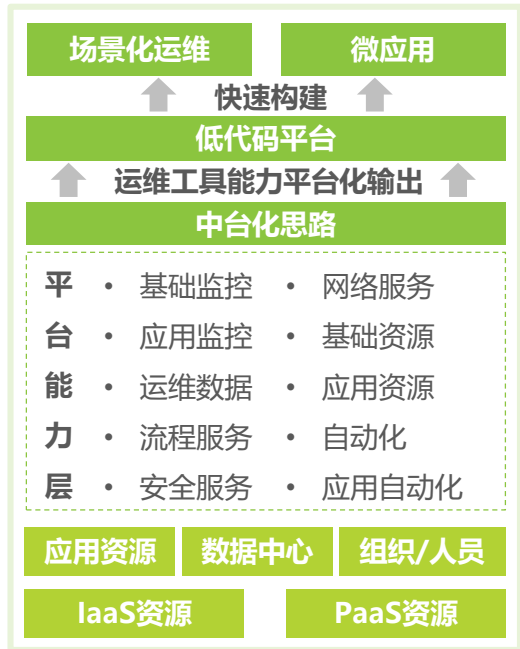 场景化运维 微应用
快速构建
低代码平台
运维工具能力平台化输出
中台化思路
平 • 基础监控 • 网络服务
台 • 应用监控 • 基础资源
能 • 运维数据 • 应用资源
力 • 流程服务 • 自动化
层 • 安全服务 • 应用自动化
应用资源 数据中心 组织/人员
IaaS资源 PaaS资源